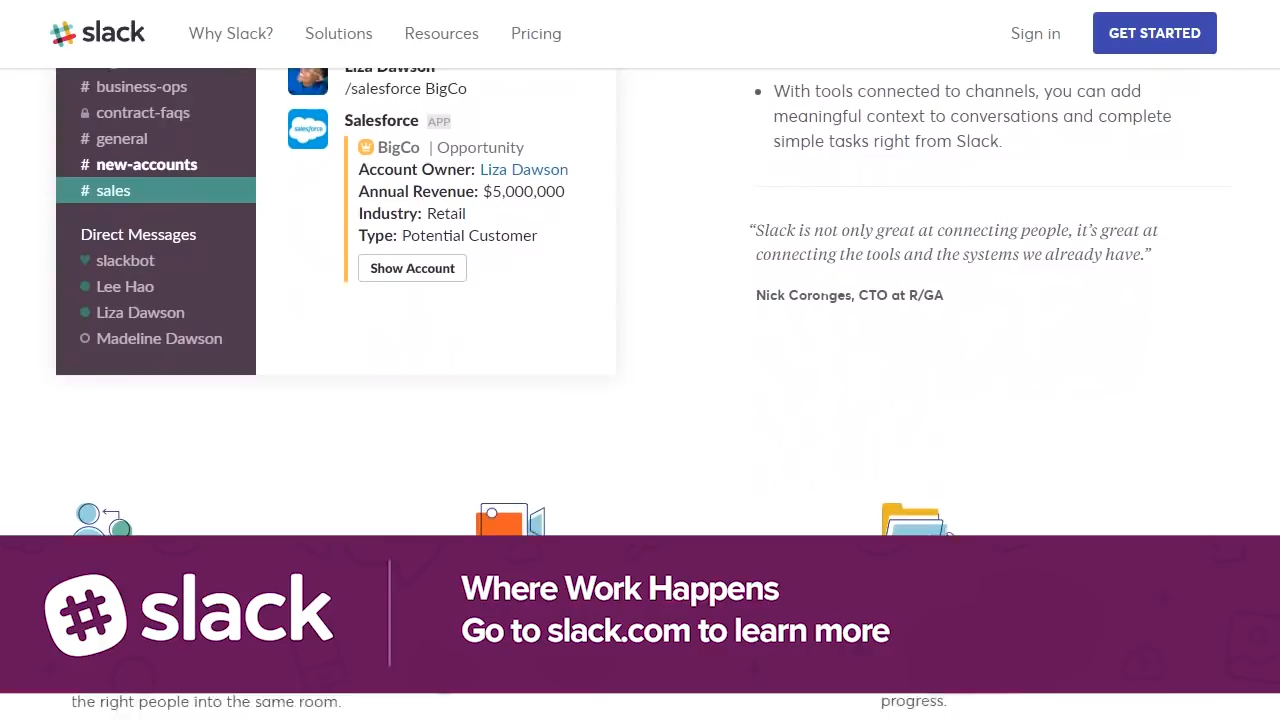 slack
Why Slack?
Solutions
Resources
Pricing
Sign in
GET STARTED
# business-ops
contract-faqs
# general
# new-accounts
# sales
Direct Messages
slackbot
Lee Hao
Liza Dawson
Madeline Dawson
Liza Dawson
/salesforce BigCo
salesforce
Salesforce APP
BigCo | Opportunity
Account Owner: Liza Dawson
Annual Revenue: $5,000,000
Industry: Retail
Type: Potential Customer
Show Account
• With tools connected to channels, you can add
meaningful context to conversations and complete
simple tasks right from Slack.
“Slack is not only great at connecting people, it’s great at
connecting the tools and the systems we already have.”
Nick Coronges, CTO at R/GA
slack
Where Work Happens
Go to slack.com to learn more
the right people into the same room.
progress.